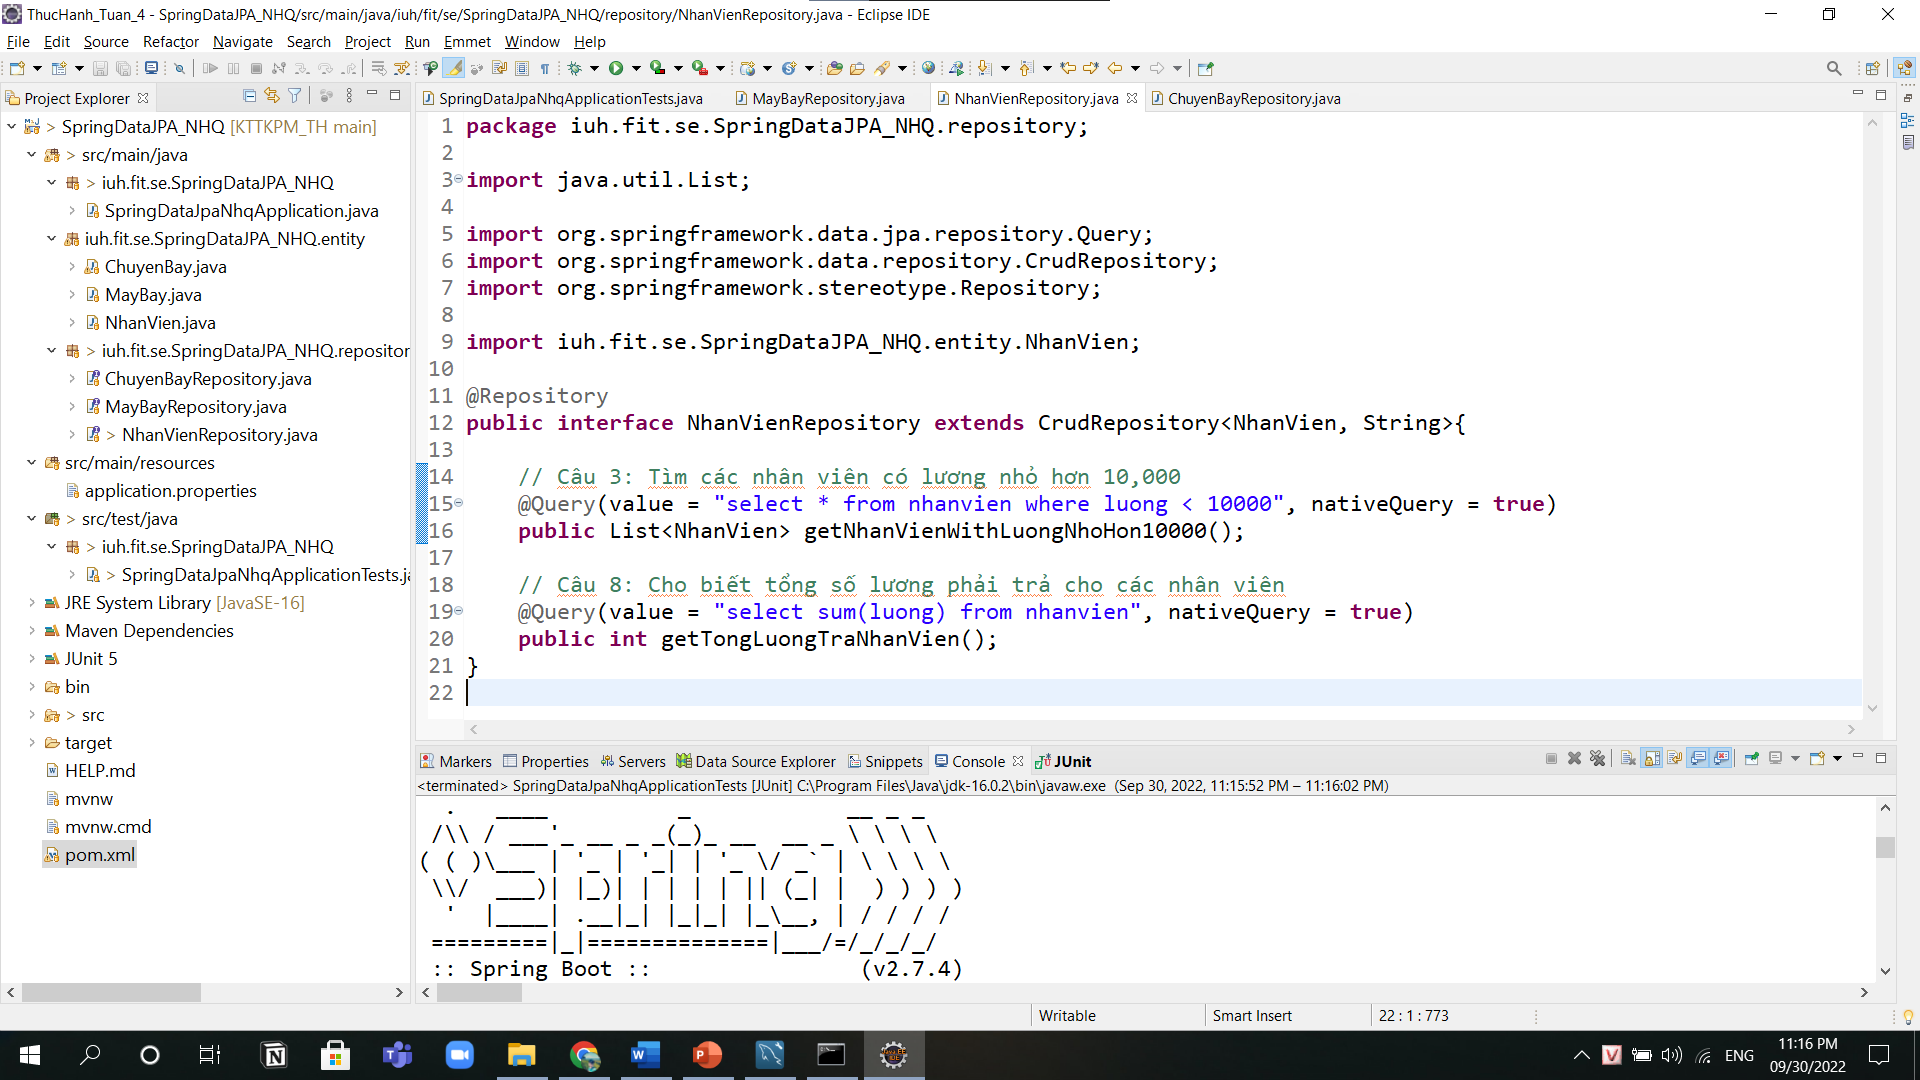 ThucHanh_Tuan_4 - SpringDataJPA_NHQ/src/main/java/iuh/fit/se/SpringDataJPA_NHQ/repository/NhanVienRepository.java - Eclipse IDE
File Edit Source Refactor Navigate Search Project Run Emmet Window Help
Project Explorer
> SpringDataJPA_NHQ [KTTKPM_TH main]
> src/main/java
> iuh.fit.se.SpringDataJPA_NHQ
SpringDataJpaNhqApplication.java
iuh.fit.se.SpringDataJPA_NHQ.entity
ChuyenBay.java
MayBay.java
NhanVien.java
> iuh.fit.se.SpringDataJPA_NHQ.repositor
ChuyenBayRepository.java
MayBayRepository.java
> NhanVienRepository.java
src/main/resources
application.properties
> src/test/java
> iuh.fit.se.SpringDataJPA_NHQ
> SpringDataJpaNhqApplicationTests.ja
JRE System Library [JavaSE-16]
Maven Dependencies
JUnit 5
bin
> src
target
HELP.md
mvnw
mvnw.cmd
pom.xml
SpringDataJpaNhqApplicationTests.java MayBayRepository.java NhanVienRepository.java ChuyenBayRepository.java
1 package iuh.fit.se.SpringDataJPA_NHQ.repository;
2
3 import java.util.List;
4
5 import org.springframework.data.jpa.repository.Query;
6 import org.springframework.data.repository.CrudRepository;
7 import org.springframework.stereotype.Repository;
8
9 import iuh.fit.se.SpringDataJPA_NHQ.entity.NhanVien;
10
11 @Repository
12 public interface NhanVienRepository extends CrudRepository<NhanVien, String>{
13
14 // Câu 3: Tìm các nhân viên có lương nhỏ hơn 10,000
15 @Query(value = "select * from nhanvien where luong < 10000", nativeQuery = true)
16 public List<NhanVien> getNhanVienWithLuongNhoHon10000();
17
18 // Câu 8: Cho biết tổng số lương phải trả cho các nhân viên
19 @Query(value = "select sum(luong) from nhanvien", nativeQuery = true)
20 public int getTongLuongTraNhanVien();
21 }
22
Markers Properties Servers Data Source Explorer Snippets Console JUnit
<terminated> SpringDataJpaNhqApplicationTests [JUnit] C:\Program Files\Java\jdk-16.0.2\bin\javaw.exe (Sep 30, 2022, 11:15:52 PM – 11:16:02 PM)
  .   ____          _            __ _ _
 /\\ / ___'_ __ _ _(_)_ __  __ _ \ \ \ \
( ( )\___ | '_ | '_| | '_ \/ _` | \ \ \ \
 \\/  ___)| |_)| | | | | || (_| |  ) ) ) )
  '  |____| .__|_| |_|_| |_\__, | / / / /
 =========|_|==============|___/=/_/_/_/
 :: Spring Boot ::                (v2.7.4)
Writable Smart Insert 22 : 1 : 773
ENG
11:16 PM
09/30/2022